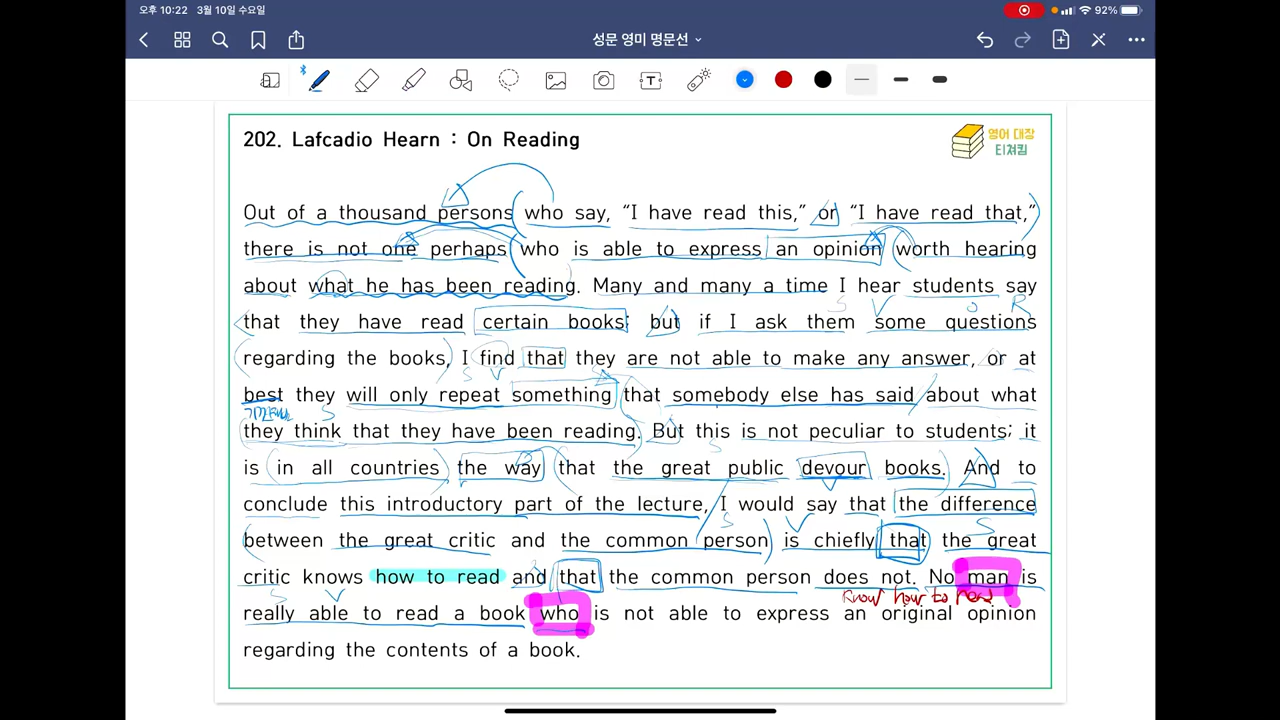 오후 10:22 3월 10일 수요일 92%
성문 영미 명문선
202. Lafcadio Hearn : On Reading
영어 대장
티쳐킴
Out of a thousand persons who say, “I have read this,” or “I have read that,”
there is not one perhaps who is able to express an opinion worth hearing
about what he has been reading. Many and many a time I hear students say
S V O R
that they have read certain books; but if I ask them some questions
regarding the books, I find that they are not able to make any answer, or at
S V
best they will only repeat something that somebody else has said about what
S
they think that they have been reading. But this is not peculiar to students; it
S
is in all countries the way that the great public devour books. And to
V
conclude this introductory part of the lecture, I would say that the difference
S V S
between the great critic and the common person is chiefly that the great
critic knows how to read and that the common person does not. No man is
S V know how to read
really able to read a book who is not able to express an original opinion
regarding the contents of a book.